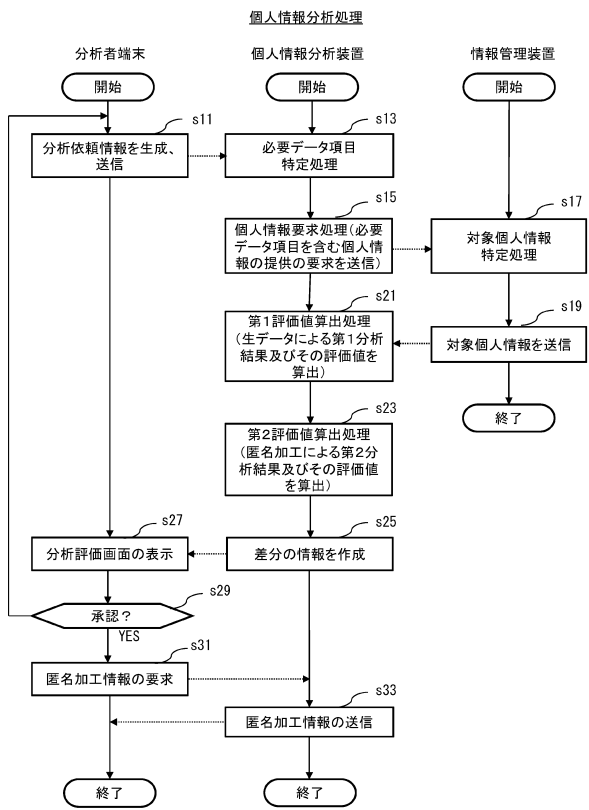 個人情報分析処理
分析者端末
個人情報分析装置
情報管理装置
開始
開始
開始
s11
分析依頼情報を生成、
送信
s13
必要データ項目
特定処理
s15
個人情報要求処理(必要
データ項目を含む個人情
報の提供の要求を送信)
s17
対象個人情報
特定処理
s19
対象個人情報を送信
終了
s21
第1評価値算出処理
(生データによる第1分析
結果及びその評価値を
算出)
s23
第2評価値算出処理
(匿名加工による第2分
析結果及びその評価値
を算出)
s25
差分の情報を作成
s27
分析評価画面の表示
s29
承認？
YES
s31
匿名加工情報の要求
s33
匿名加工情報の送信
終了
終了